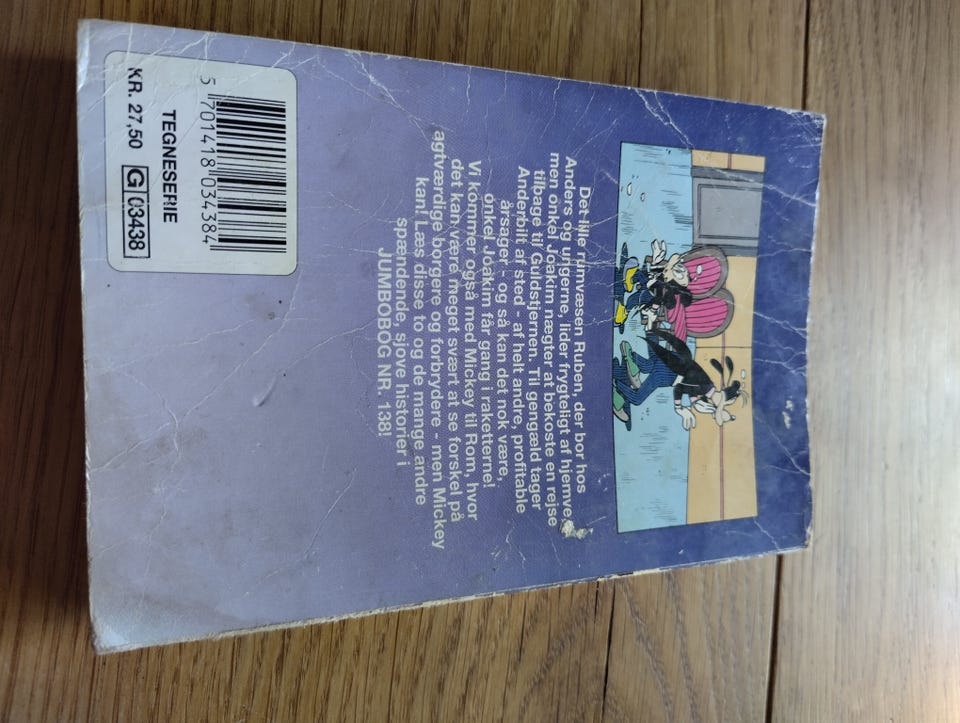 Det lille rumvæsen Ruben, der bor hos
Anders og ungerne, lider frygteligt af hjemve
men onkel Joakim nægter at bekoste en rejse
tilbage til Guldstjernen. Til gengæld tager
Anderbilt af sted - af helt andre, profitable
årsager - og så kan det nok være,
onkel Joakim får gang i raketterne!
Vi kommer også med Mickey til Rom, hvor
det kan være meget svært at se forskel på
agtværdige borgere og forbrydere - men Mickey
kan! Læs disse to og de mange andre
spændende, sjove historier i
JUMBOBOG NR. 138!
5 701418 034384
TEGNESERIE
KR. 27,50 G 03438